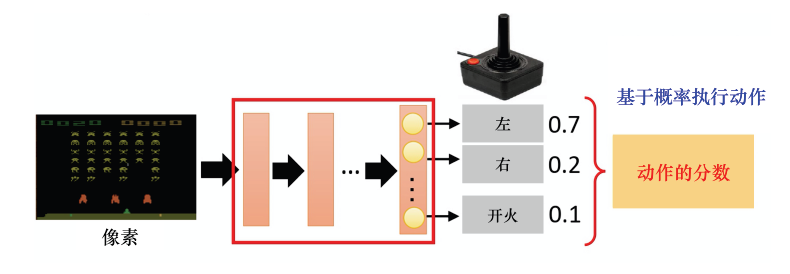 基于概率执行动作
左 0.7
右 0.2
开火 0.1
动作的分数
像素
...